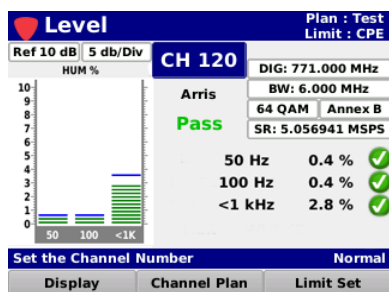 Level
Plan : Test
Limit : CPE
Ref 10 dB
5 db/Div
CH 120
HUM %
DIG: 771.000 MHz
BW: 6.000 MHz
Arris
64 QAM
Annex B
Pass
SR: 5.056941 MSPS
10
9
8
7
6
5
4
3
2
1
0
50
100
<1K
50 Hz 0.4 %
100 Hz 0.4 %
<1 kHz 2.8 %
Set the Channel Number
Normal
Display
Channel Plan
Limit Set